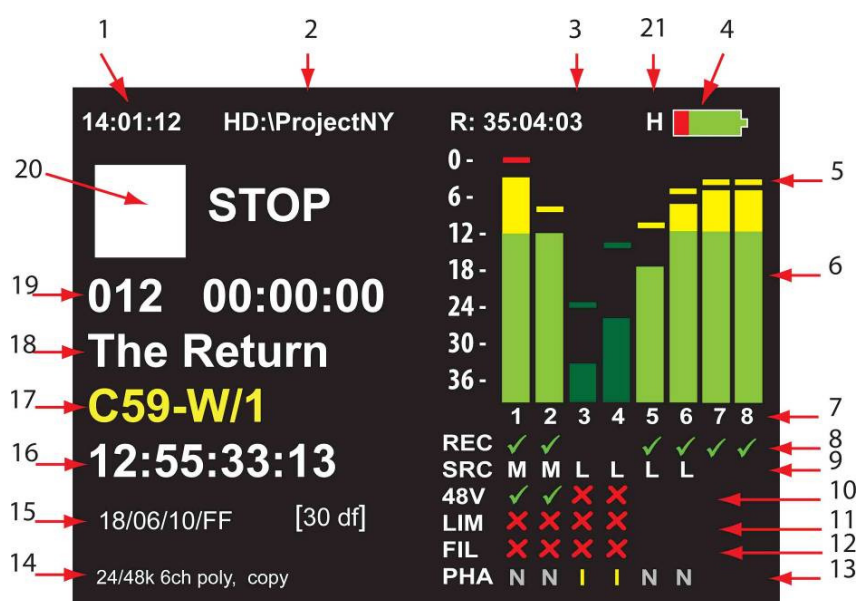 1 2 3 21 4
14:01:12 HD:\ProjectNY R: 35:04:03 H
0 -
5
20
STOP
6 -
12 -
6
18 -
19
012 00:00:00
24 -
18
The Return
30 -
17
C59-W/1
36 -
1 2 3 4 5 6 7 8
7
REC
8
16
12:55:33:13
SRC M M L L L L
9
48V
10
15
18/06/10/FF [30 df]
LIM
11
FIL
12
14
24/48k 6ch poly, copy
PHA N N I I N N
13